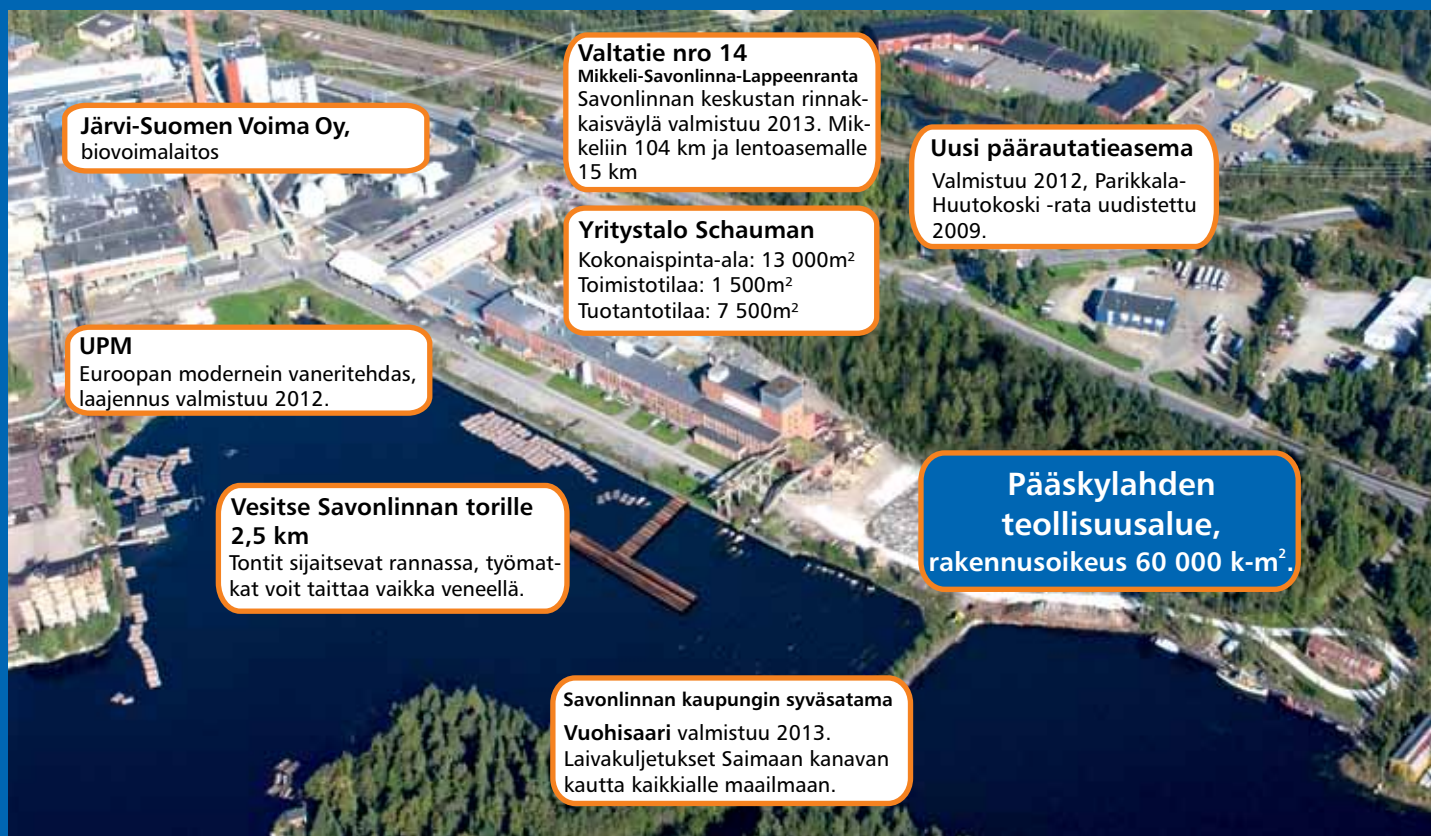 Valtatie nro 14
Mikkeli-Savonlinna-Lappeenranta
Savonlinnan keskustan rinnak-
kaisväylä valmistuu 2013. Mik-
keliin 104 km ja lentoasemalle
15 km
Järvi-Suomen Voima Oy,
biovoimalaitos
Uusi päärautatieasema
Valmistuu 2012, Parikkala-
Huutokoski -rata uudistettu
2009.
Yritystalo Schauman
Kokonaispinta-ala: 13 000m²
Toimistotilaa: 1 500m²
Tuotantotilaa: 7 500m²
UPM
Euroopan modernein vaneritehdas,
laajennus valmistuu 2012.
Pääskylahden
teollisuusalue,
rakennusoikeus 60 000 k-m².
Vesitse Savonlinnan torille
2,5 km
Tontit sijaitsevat rannassa, työmat-
kat voit taittaa vaikka veneellä.
Savonlinnan kaupungin syväsatama
Vuohisaari valmistuu 2013.
Laivakuljetukset Saimaan kanavan
kautta kaikkialle maailmaan.